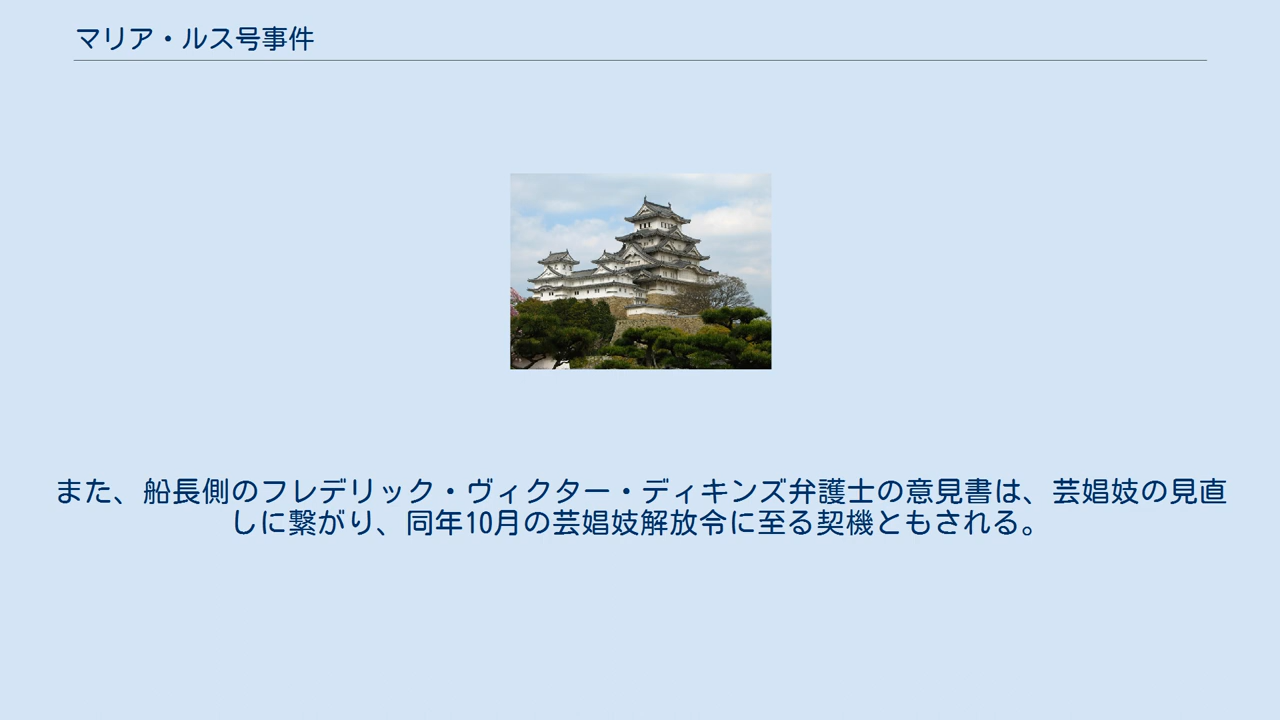 マリア・ルス号事件
また、船長側のフレデリック・ヴィクター・ディキンズ弁護士の意見書は、芸娼妓の見直
しに繋がり、同年10月の芸娼妓解放令に至る契機ともされる。